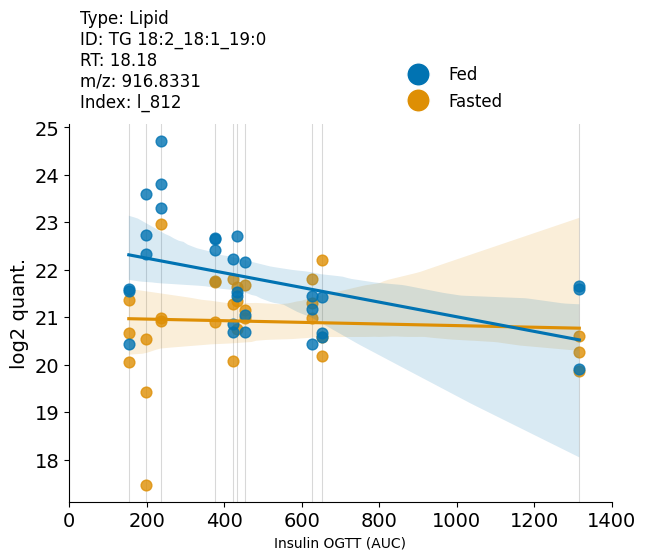 Type: Lipid
ID: TG 18:2_18:1_19:0
RT: 18.18
m/z: 916.8331
Index: l_812
Fed
Fasted
25
24
23
22
21
20
19
18
log2 quant.
0 200 400 600 800 1000 1200 1400
Insulin OGTT (AUC)